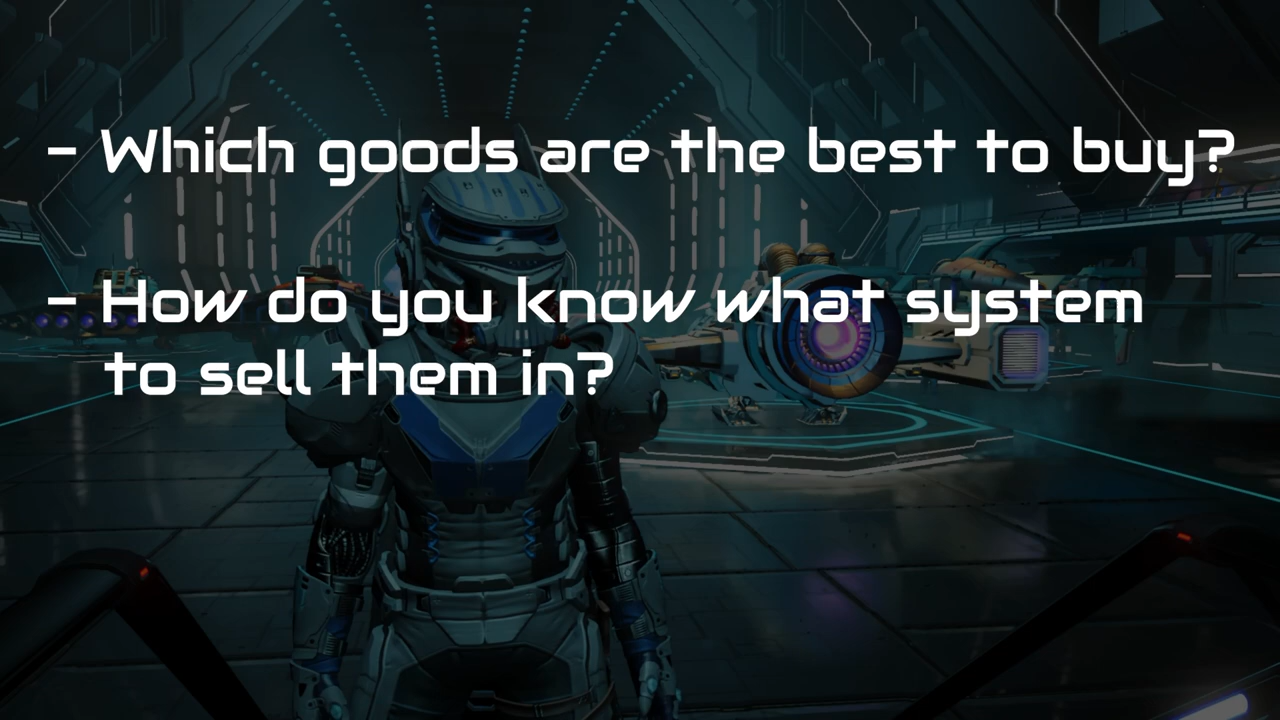 - Which goods are the best to buy?
- How do you know what system
to sell them in?